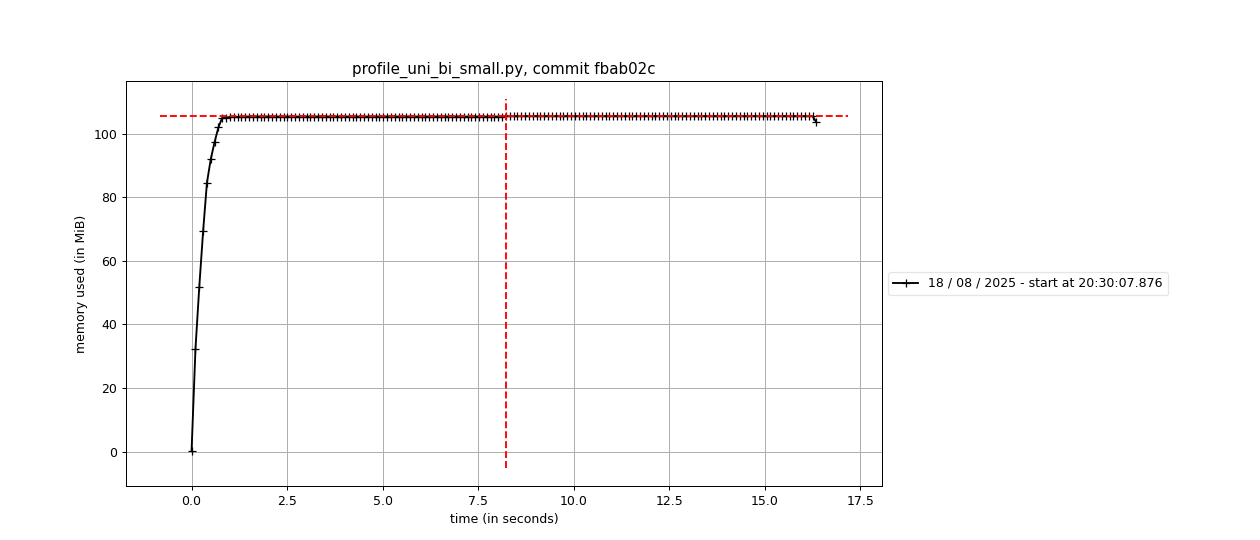 profile_uni_bi_small.py, commit fbab02c
memory used (in MiB)
100
80
60
40
20
0
0.0 2.5 5.0 7.5 10.0 12.5 15.0 17.5
time (in seconds)
18 / 08 / 2025 - start at 20:30:07.876